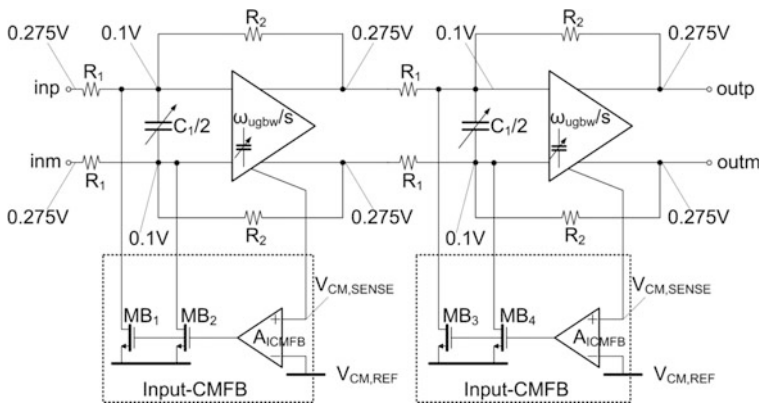 R2
R2
0.275V
0.1V
0.275V
0.1V
0.275V
inp
R1
R1
outp
C1/2
ωugbw/s
C1/2
ωugbw/s
inm
R1
R1
outm
0.275V
0.1V
R2
0.275V
0.1V
R2
0.275V
VCM,SENSE
VCM,SENSE
MB1
MB2
AICMFB
+
−
MB3
MB4
AICMFB
+
−
VCM,REF
VCM,REF
Input-CMFB
Input-CMFB